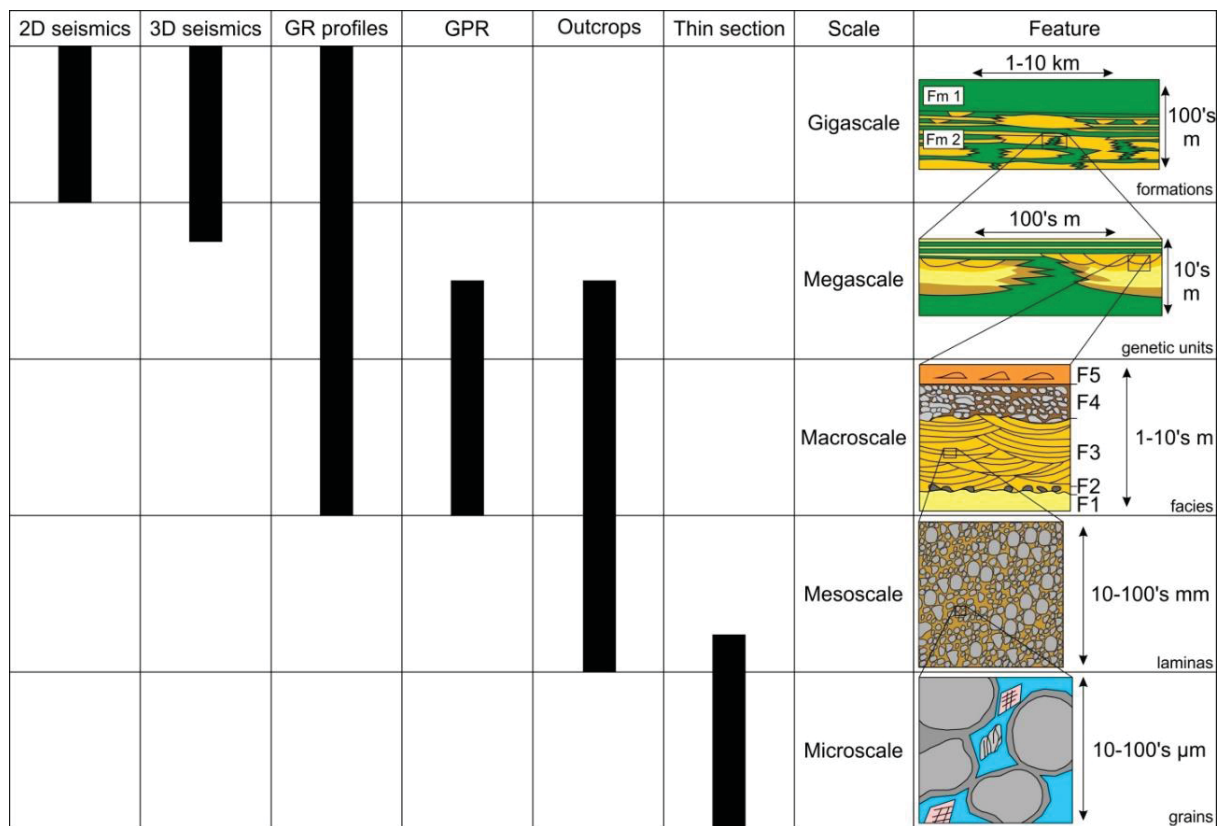 2D seismics
3D seismics
GR profiles
GPR
Outcrops
Thin section
Scale
Feature
Gigascale
1-10 km
Fm 1
Fm 2
100's
m
formations
Megascale
100's m
10's
m
genetic units
Macroscale
F5
F4
F3
F2
F1
1-10's m
facies
Mesoscale
10-100's mm
laminas
Microscale
10-100's µm
grains